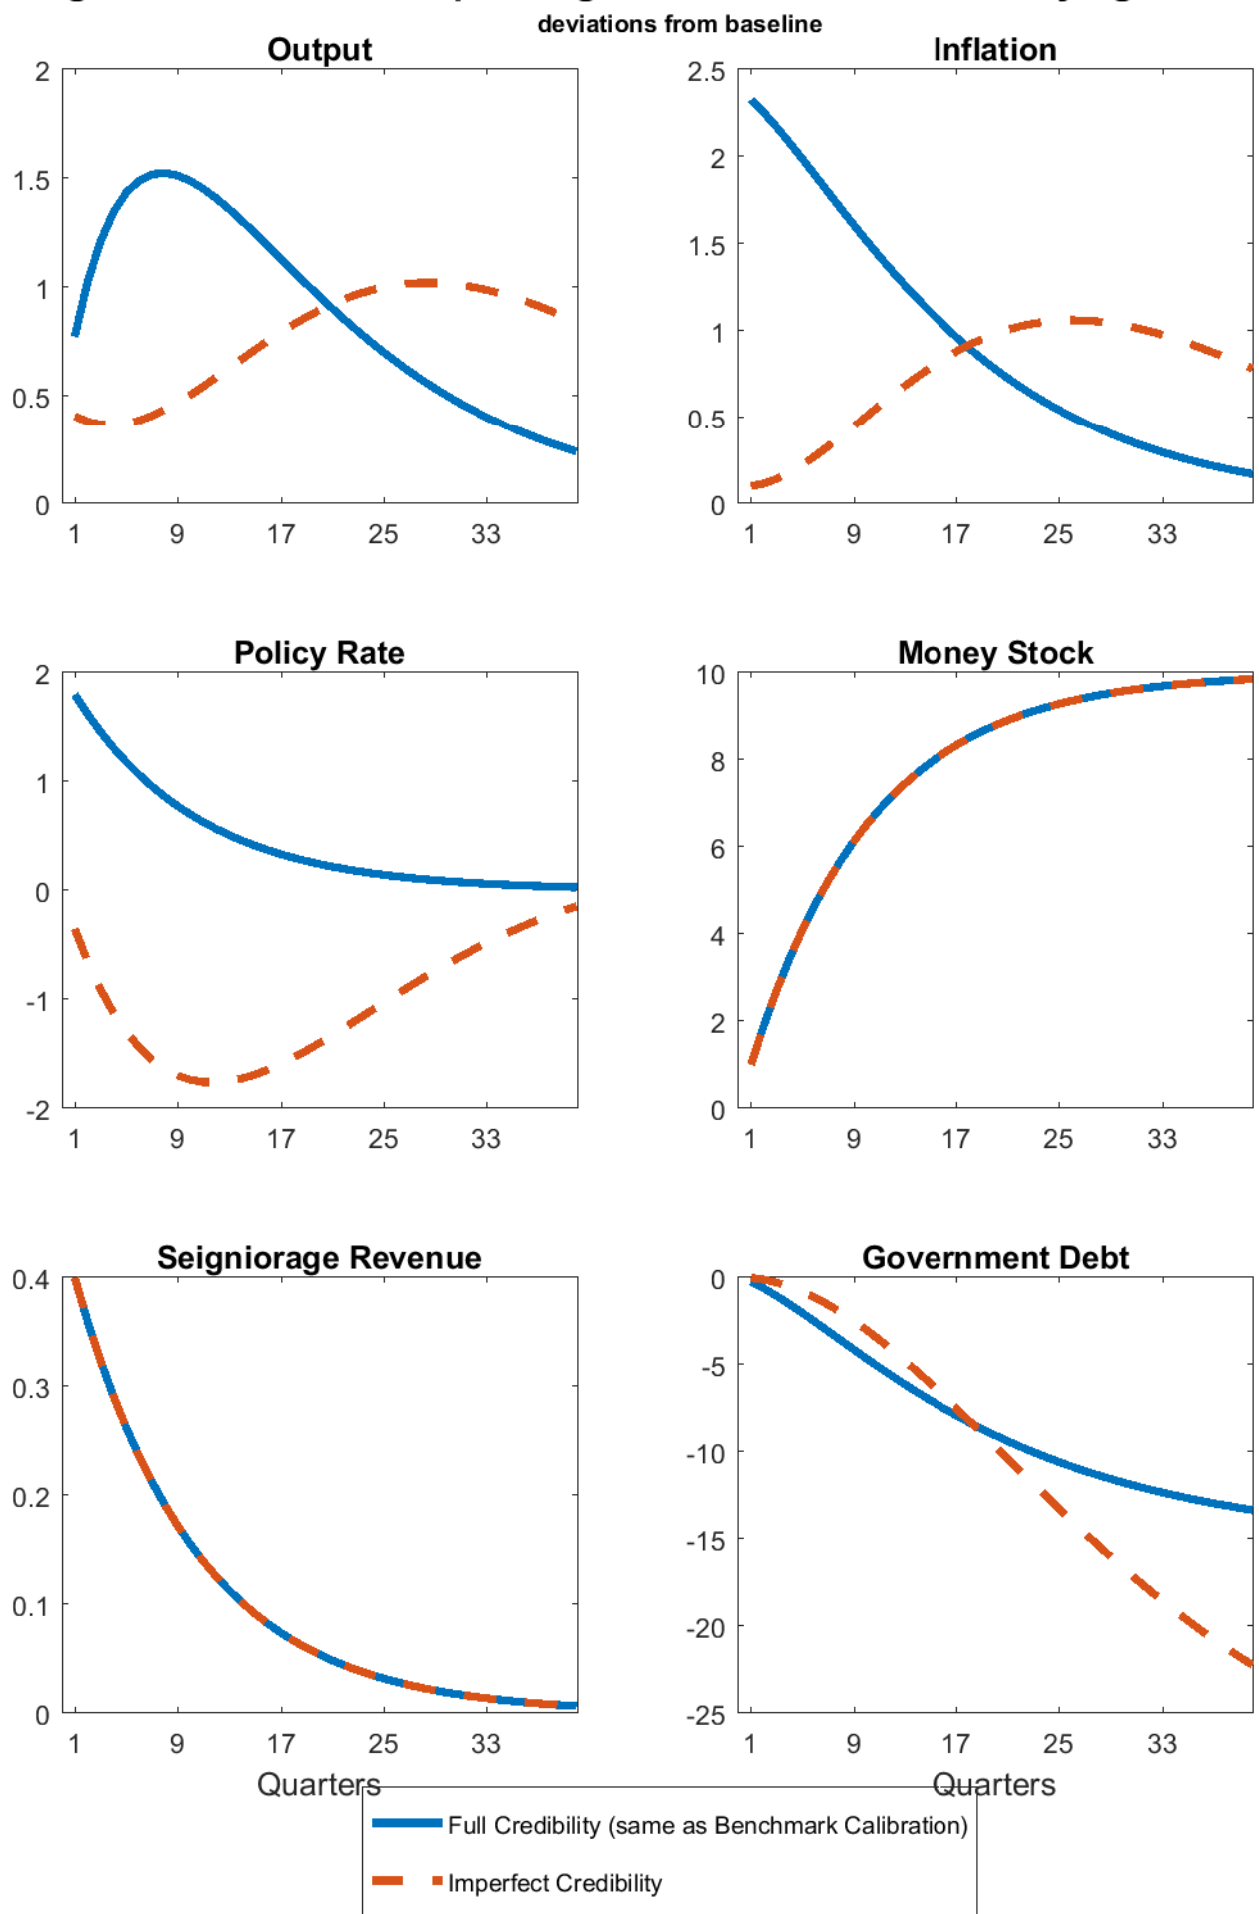 deviations from baseline
Output
Inflation
2
1.5
1
0.5
0
1 9 17 25 33
2.5
2
1.5
1
0.5
0
1 9 17 25 33
Policy Rate
Money Stock
2
1
0
-1
-2
1 9 17 25 33
10
8
6
4
2
0
1 9 17 25 33
Seigniorage Revenue
Government Debt
0.4
0.3
0.2
0.1
0
1 9 17 25 33
Quarters
0
-5
-10
-15
-20
-25
1 9 17 25 33
Quarters
Full Credibility (same as Benchmark Calibration)
Imperfect Credibility